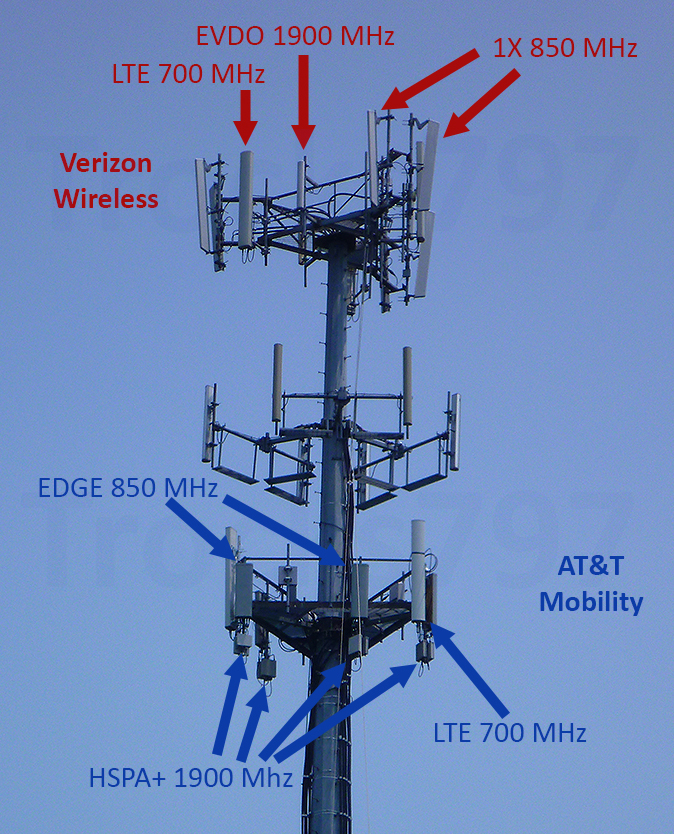 EVDO 1900 MHz
1X 850 MHz
LTE 700 MHz
Verizon
Wireless
EDGE 850 MHz
AT&T
Mobility
LTE 700 MHz
HSPA+ 1900 Mhz